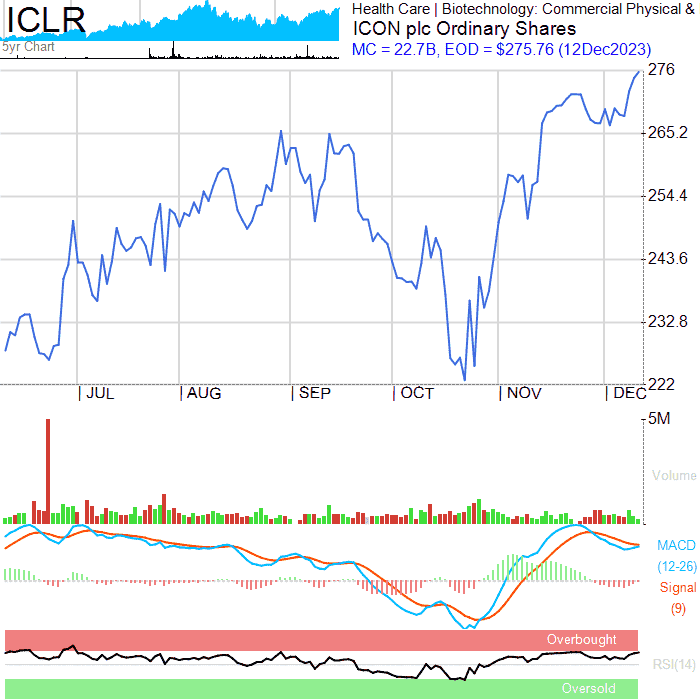 ICLR
5yr Chart
Health Care | Biotechnology: Commercial Physical &
ICON plc Ordinary Shares
MC = 22.7B, EOD = $275.76 (12Dec2023)
276
265.2
254.4
243.6
232.8
222
JUL
AUG
SEP
OCT
NOV
DEC
5M
Volume
MACD
(12-26)
Signal
(9)
Overbought
RSI(14)
Oversold